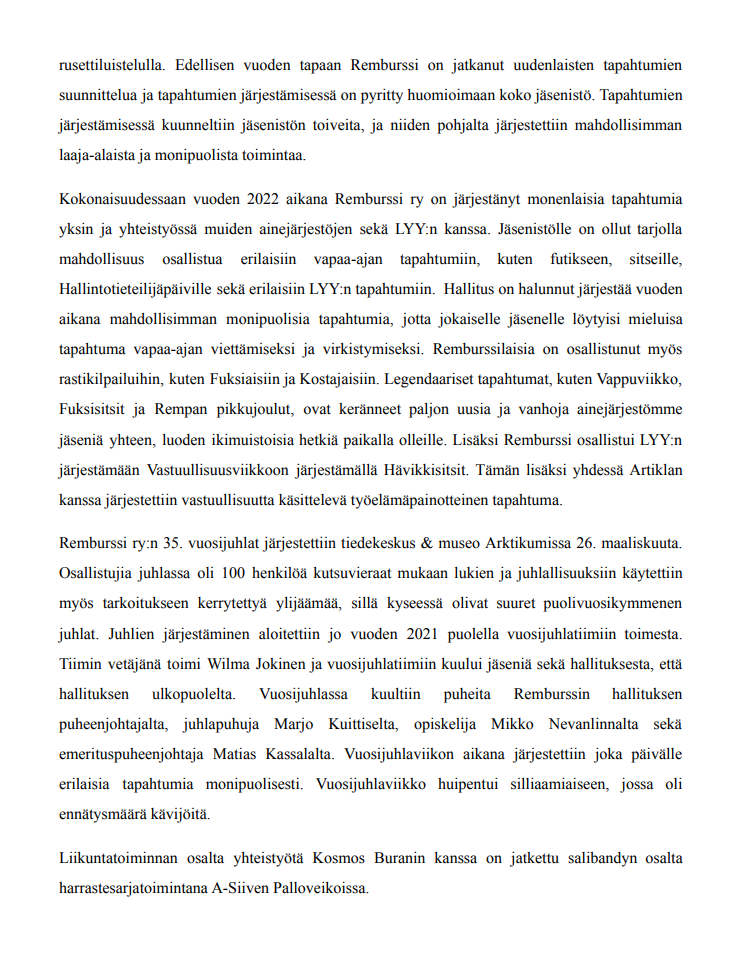 rusettiluistelulla. Edellisen vuoden tapaan Remburssi on jatkanut uudenlaisten tapahtumien
suunnittelua ja tapahtumien järjestämisessä on pyritty huomioimaan koko jäsenistö. Tapahtumien
järjestämisessä kuunneltiin jäsenistön toiveita, ja niiden pohjalta järjestettiin mahdollisimman
laaja-alaista ja monipuolista toimintaa.
Kokonaisuudessaan vuoden 2022 aikana Remburssi ry on järjestänyt monenlaisia tapahtumia
yksin ja yhteistyössä muiden ainejärjestöjen sekä LYY:n kanssa. Jäsenistölle on ollut tarjolla
mahdollisuus osallistua erilaisiin vapaa-ajan tapahtumiin, kuten futikseen, sitseille,
Hallintotieteilijäpäiville sekä erilaisiin LYY:n tapahtumiin. Hallitus on halunnut järjestää vuoden
aikana mahdollisimman monipuolisia tapahtumia, jotta jokaiselle jäsenelle löytyisi mieluisa
tapahtuma vapaa-ajan viettämiseksi ja virkistymiseksi. Remburssilaisia on osallistunut myös
rastikilpailuihin, kuten Fuksiaisiin ja Kostajaisiin. Legendaariset tapahtumat, kuten Vappuviikko,
Fuksisitsit ja Rempan pikkujoulut, ovat keränneet paljon uusia ja vanhoja ainejärjestömme
jäseniä yhteen, luoden ikimuistoisia hetkiä paikalla olleille. Lisäksi Remburssi osallistui LYY:n
järjestämään Vastuullisuusviikkoon järjestämällä Hävikkisitsit. Tämän lisäksi yhdessä Artiklan
kanssa järjestettiin vastuullisuutta käsittelevä työelämäpainotteinen tapahtuma.
Remburssi ry:n 35. vuosijuhlat järjestettiin tiedekeskus & museo Arktikumissa 26. maaliskuuta.
Osallistujia juhlassa oli 100 henkilöä kutsuvieraat mukaan lukien ja juhlallisuuksiin käytettiin
myös tarkoitukseen kerrytettyä ylijäämää, sillä kyseessä olivat suuret puolivuosikymmenen
juhlat. Juhlien järjestäminen aloitettiin jo vuoden 2021 puolella vuosijuhlatiimiin toimesta.
Tiimin vetäjänä toimi Wilma Jokinen ja vuosijuhlatiimiin kuului jäseniä sekä hallituksesta, että
hallituksen ulkopuolelta. Vuosijuhlassa kuultiin puheita Remburssin hallituksen
puheenjohtajalta, juhlapuhuja Marjo Kuittiselta, opiskelija Mikko Nevanlinnalta sekä
emerituspuheenjohtaja Matias Kassalalta. Vuosijuhlaviikon aikana järjestettiin joka päivälle
erilaisia tapahtumia monipuolisesti. Vuosijuhlaviikko huipentui silliaamiaiseen, jossa oli
ennätysmäärä kävijöitä.
Liikuntatoiminnan osalta yhteistyötä Kosmos Buranin kanssa on jatkettu salibandyn osalta
harrastesarjatoimintana A-Siiven Palloveikoissa.